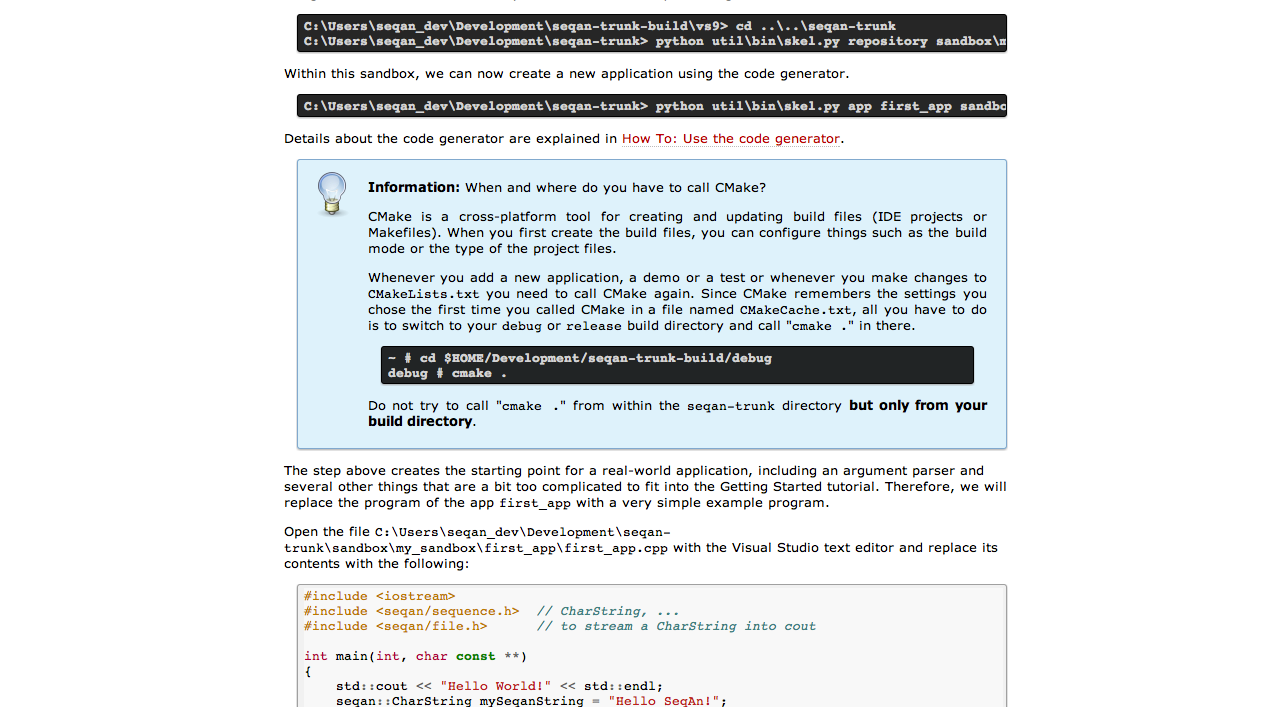 C:\Users\seqan_dev\Development\seqan-trunk-build\vs9> cd ..\..\seqan-trunk
C:\Users\seqan_dev\Development\seqan-trunk> python util\bin\skel.py repository sandbox\m
Within this sandbox, we can now create a new application using the code generator.
C:\Users\seqan_dev\Development\seqan-trunk> python util\bin\skel.py app first_app sandbo
Details about the code generator are explained in How To: Use the code generator.
Information: When and where do you have to call CMake?
CMake is a cross-platform tool for creating and updating build files (IDE projects or
Makefiles). When you first create the build files, you can configure things such as the build
mode or the type of the project files.
Whenever you add a new application, a demo or a test or whenever you make changes to
CMakeLists.txt you need to call CMake again. Since CMake remembers the settings you
chose the first time you called CMake in a file named CMakeCache.txt, all you have to do
is to switch to your debug or release build directory and call "cmake ." in there.
~ # cd $HOME/Development/seqan-trunk-build/debug
debug # cmake .
Do not try to call "cmake ." from within the seqan-trunk directory but only from your
build directory.
The step above creates the starting point for a real-world application, including an argument parser and
several other things that are a bit too complicated to fit into the Getting Started tutorial. Therefore, we will
replace the program of the app first_app with a very simple example program.
Open the file C:\Users\seqan_dev\Development\seqan-
trunk\sandbox\my_sandbox\first_app\first_app.cpp with the Visual Studio text editor and replace its
contents with the following:
#include <iostream>
#include <seqan/sequence.h>  // CharString, ...
#include <seqan/file.h>      // to stream a CharString into cout
int main(int, char const **)
{
    std::cout << "Hello World!" << std::endl;
    seqan::CharString mySeqanString = "Hello SeqAn!";